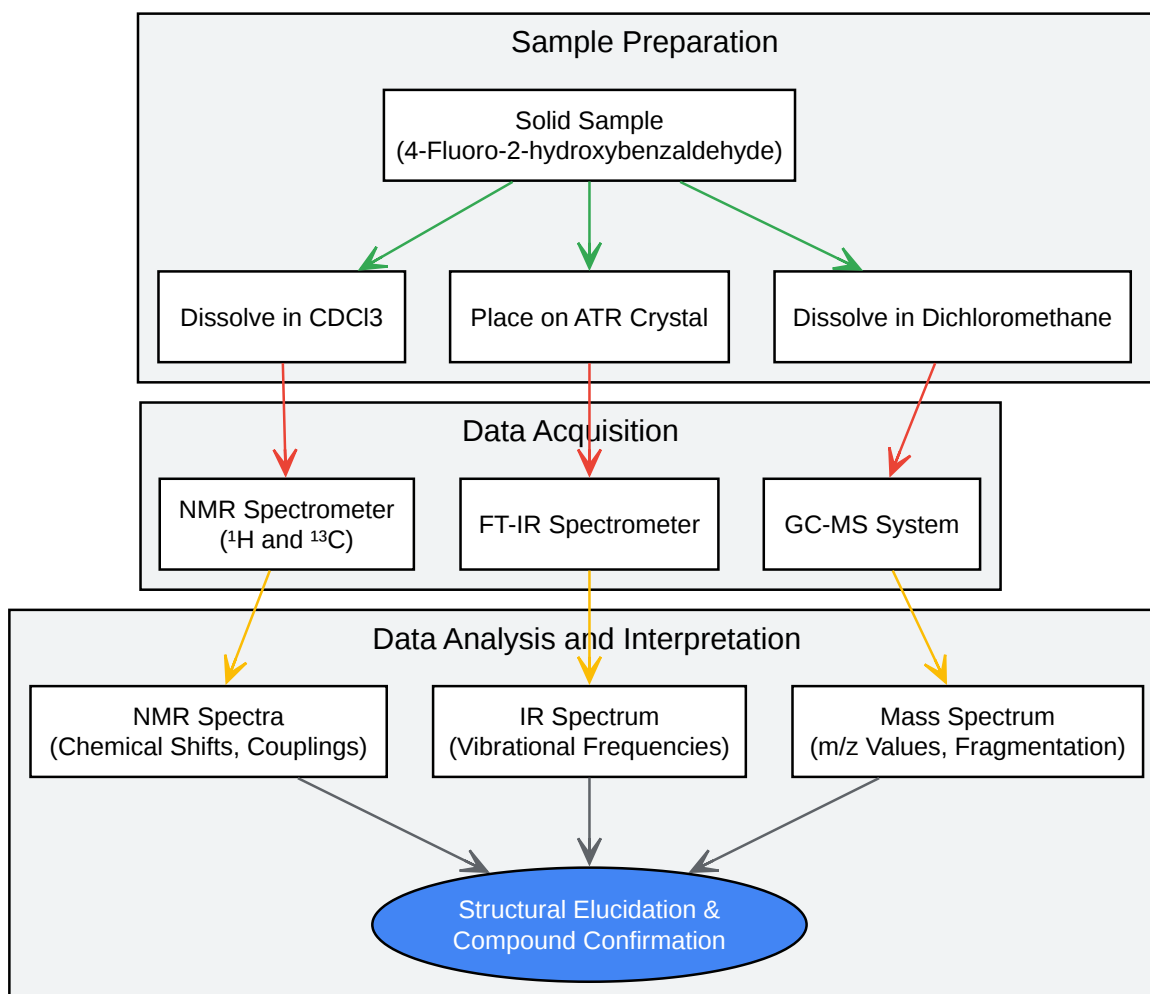 Sample Preparation
Solid Sample
(4-Fluoro-2-hydroxybenzaldehyde)
Dissolve in CDCl3
Place on ATR Crystal
Dissolve in Dichloromethane
Data Acquisition
NMR Spectrometer
(¹H and ¹³C)
FT-IR Spectrometer
GC-MS System
Data Analysis and Interpretation
NMR Spectra
(Chemical Shifts, Couplings)
IR Spectrum
(Vibrational Frequencies)
Mass Spectrum
(m/z Values, Fragmentation)
Structural Elucidation &
Compound Confirmation